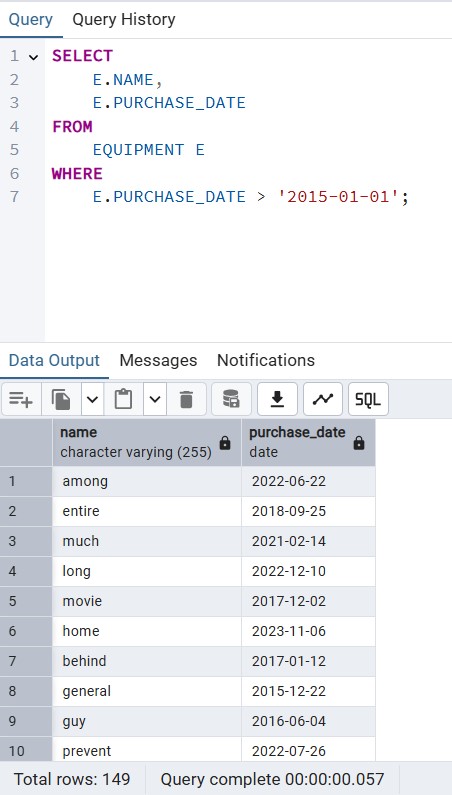 Query Query History
1 SELECT
2 E.NAME,
3 E.PURCHASE_DATE
4 FROM
5 EQUIPMENT E
6 WHERE
7 E.PURCHASE_DATE > '2015-01-01';
Data Output Messages Notifications
SQL
name purchase_date
character varying (255) date
1 among 2022-06-22
2 entire 2018-09-25
3 much 2021-02-14
4 long 2022-12-10
5 movie 2017-12-02
6 home 2023-11-06
7 behind 2017-01-12
8 general 2015-12-22
9 guy 2016-06-04
10 prevent 2022-07-26
Total rows: 149 Query complete 00:00:00.057